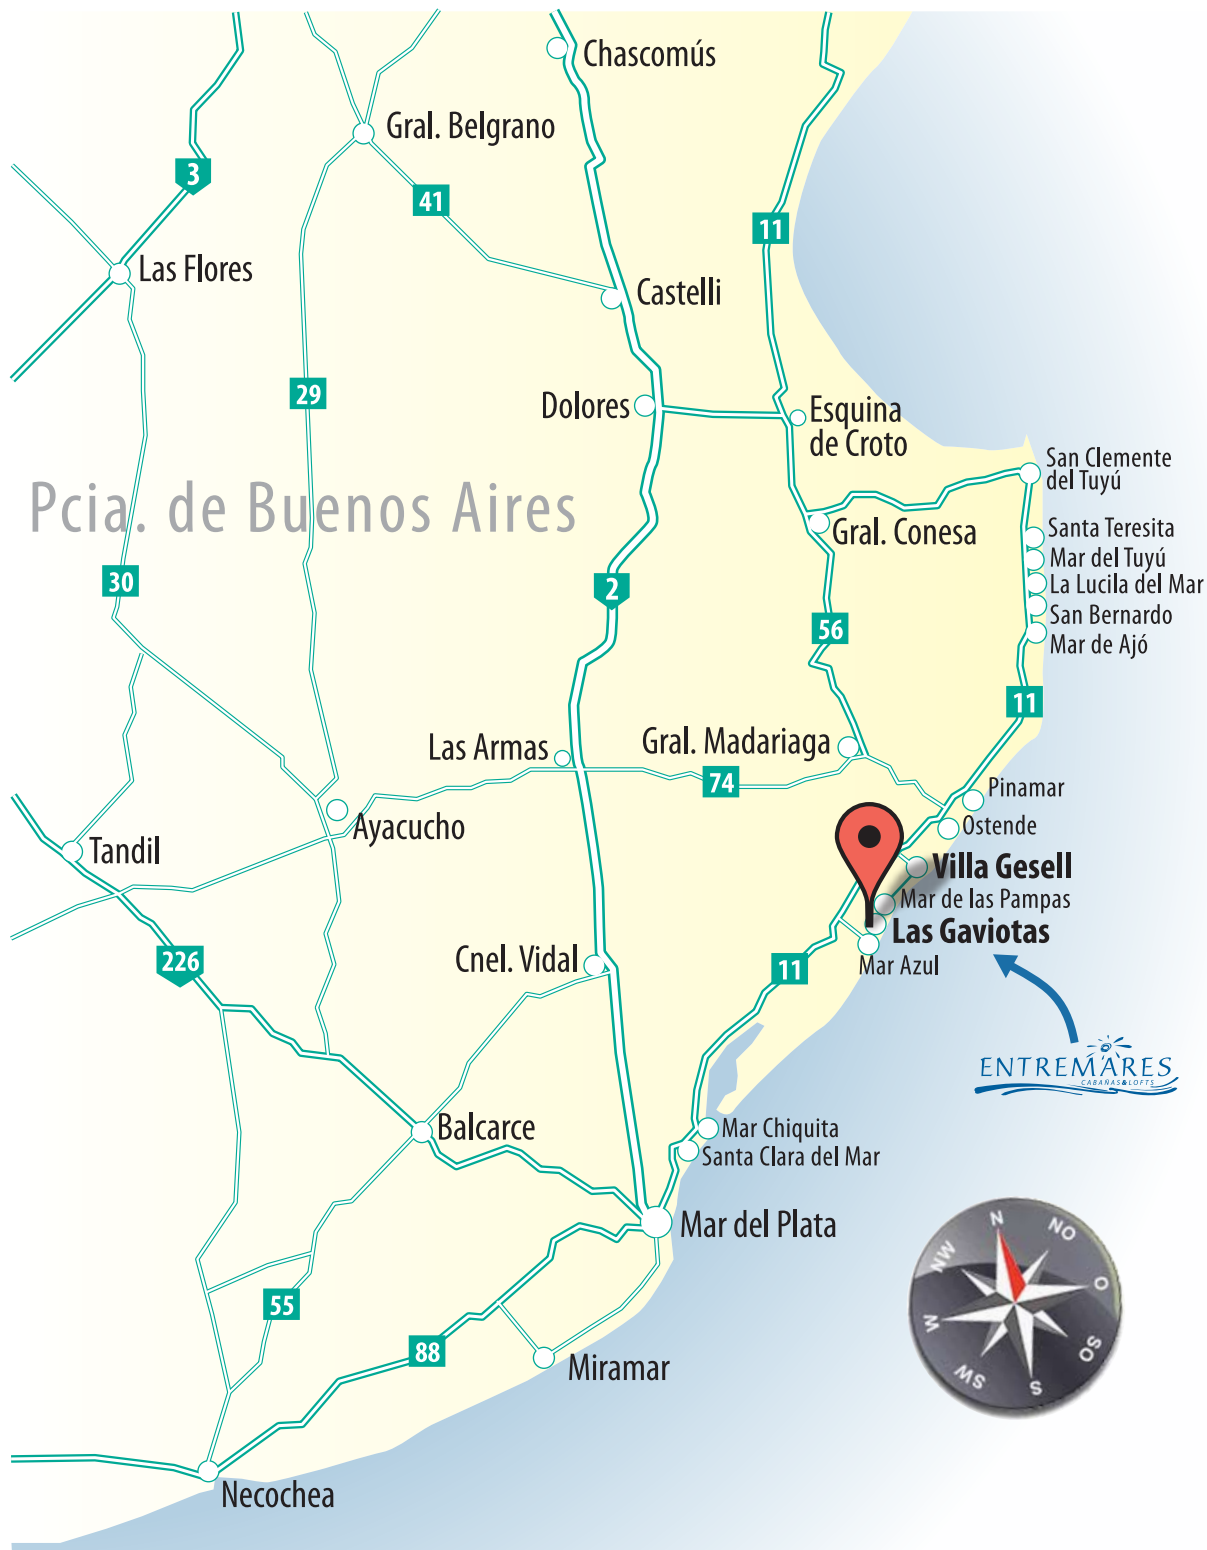 Chascomús
Gral. Belgrano
3
41
11
Las Flores
Castelli
29
Dolores
Esquina
de Croto
San Clemente
del Tuyú
Pcia. de Buenos Aires
Gral. Conesa
Santa Teresita
Mar del Tuyú
La Lucila del Mar
San Bernardo
Mar de Ajó
30
2
56
11
Las Armas
Gral. Madariaga
74
Pinamar
Ostende
Ayacucho
Tandil
Villa Gesell
Mar de las Pampas
Las Gaviotas
Mar Azul
226
Cnel. Vidal
11
ENTREMARES
CABAÑAS&LOFTS
Balcarce
Mar Chiquita
Santa Clara del Mar
Mar del Plata
N
NO
O
SO
S
SW
W
NW
55
88
Miramar
Necochea